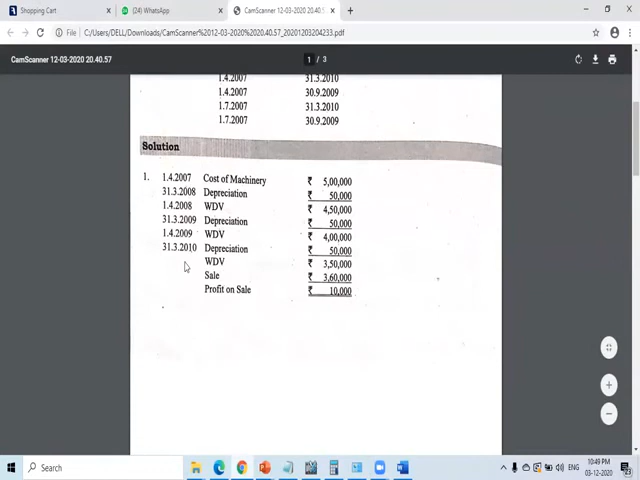 Shopping Cart
(24) WhatsApp
CamScanner 12-03-2020 20.40.57
File
C:/Users/DELL/Downloads/CamScanner%2012-03-2020%2020.40.57_20201203204233.pdf
CamScanner 12-03-2020 20.40.57
1 / 3
1.4.2007 31.3.2010
1.4.2007 30.9.2009
1.7.2007 31.3.2010
1.7.2007 30.9.2009
Solution
1. 1.4.2007 Cost of Machinery ₹ 5,00,000
31.3.2008 Depreciation ₹ 50,000
1.4.2008 WDV ₹ 4,50,000
31.3.2009 Depreciation ₹ 50,000
1.4.2009 WDV ₹ 4,00,000
31.3.2010 Depreciation ₹ 50,000
WDV ₹ 3,50,000
Sale ₹ 3,60,000
Profit on Sale ₹ 10,000
Search
ENG
10:49 PM
03-12-2020